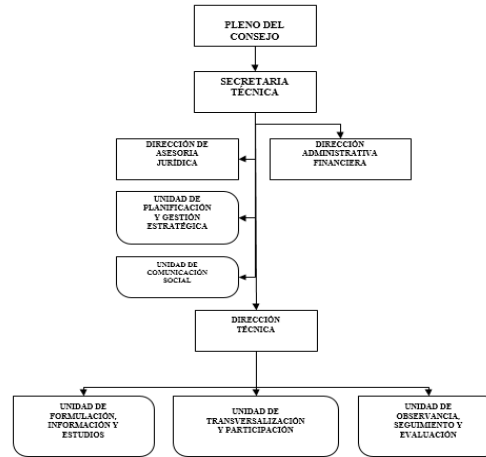 PLENO DEL
CONSEJO
SECRETARIA
TÉCNICA
DIRECCIÓN DE
ASESORIA
JURÍDICA
DIRECCIÓN
ADMINISTRATIVA
FINANCIERA
UNIDAD DE
PLANIFICACIÓN
Y GESTIÓN
ESTRATÉGICA
UNIDAD DE
COMUNICACIÓN
SOCIAL
DIRECCIÓN
TÉCNICA
UNIDAD DE
FORMULACIÓN,
INFORMACIÓN Y
ESTUDIOS
UNIDAD DE
TRANSVERSALIZACIÓN
Y PARTICIPACIÓN
UNIDAD DE
OBSERVANCIA,
SEGUIMIENTO Y
EVALUACIÓN